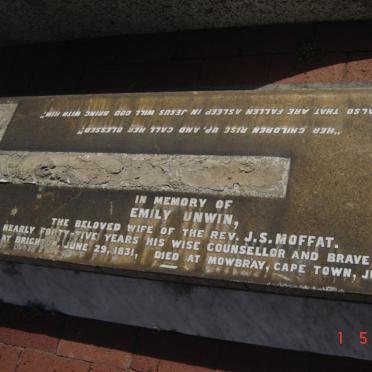 IN MEMORY OF
EMILY UNWIN,
THE BELOVED WIFE OF THE REV. J.S. MOFFAT.
NEARLY FORTY-FIVE YEARS HIS WISE COUNSELLOR AND BRAVE
AT BRIGHTON JUNE 29, 1831, DIED AT MOWBRAY, CAPE TOWN,
"HER CHILDREN RISE UP, AND CALL HER BLESSED."
ALSO THAT ARE FALLEN ASLEEP IN JESUS WILL GOD BRING WITH HIM."
1 5